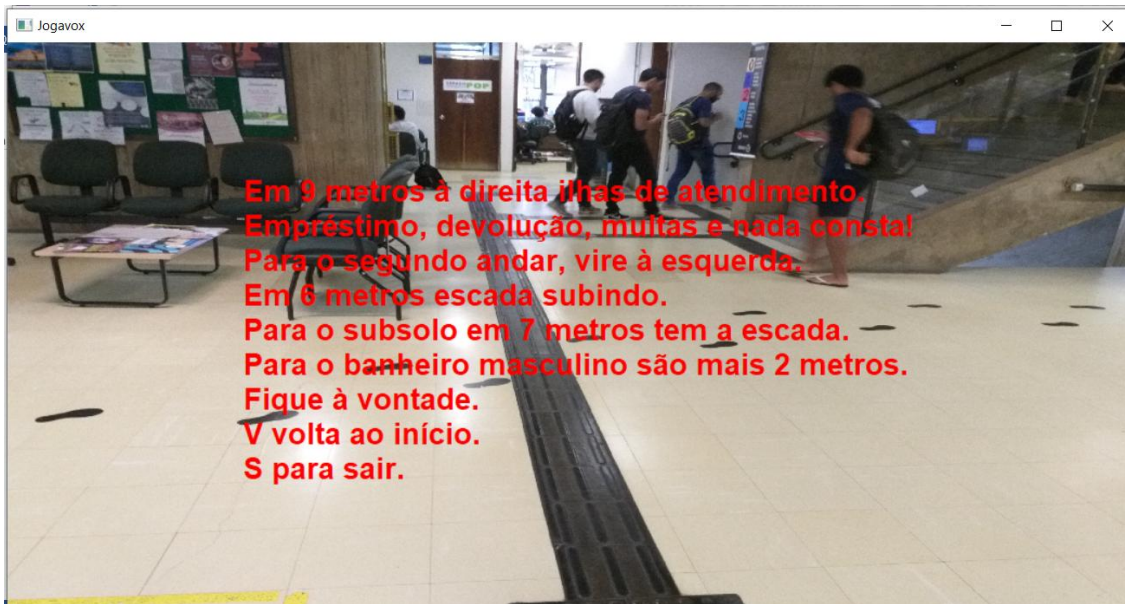 Jogavox
Em 9 metros à direita ilhas de atendimento.
Empréstimo, devolução, multas e nada consta!
Para o segundo andar, vire à esquerda.
Em 6 metros escada subindo.
Para o subsolo em 7 metros tem a escada.
Para o banheiro masculino são mais 2 metros.
Fique à vontade.
V volta ao início.
S para sair.